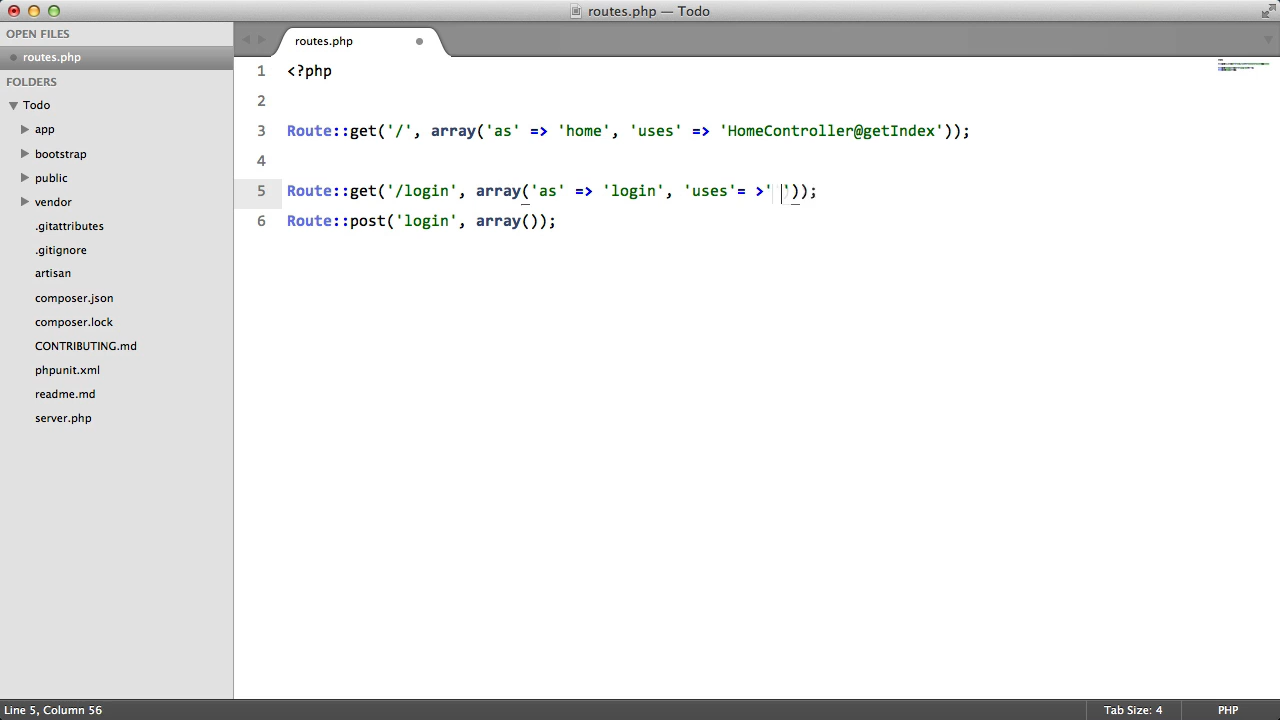 routes.php — Todo
OPEN FILES
routes.php
FOLDERS
Todo
app
bootstrap
public
vendor
.gitattributes
.gitignore
artisan
composer.json
composer.lock
CONTRIBUTING.md
phpunit.xml
readme.md
server.php
routes.php
1 <?php
2
3 Route::get('/', array('as' => 'home', 'uses' => 'HomeController@getIndex'));
4
5 Route::get('/login', array('as' => 'login', 'uses'= >' '));
6 Route::post('login', array());
Line 5, Column 56
Tab Size: 4
PHP